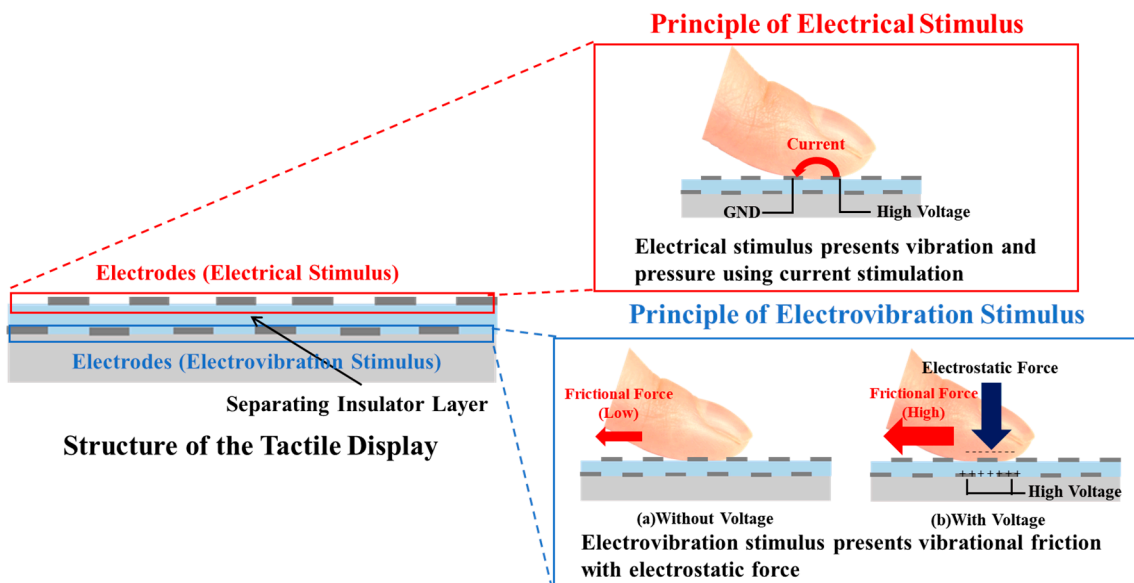 Principle of Electrical Stimulus
Current
GND
High Voltage
Electrical stimulus presents vibration and
pressure using current stimulation
Electrodes (Electrical Stimulus)
Electrodes (Electrovibration Stimulus)
Separating Insulator Layer
Structure of the Tactile Display
Principle of Electrovibration Stimulus
Frictional Force
(Low)
(a)Without Voltage
Electrostatic Force
Frictional Force
(High)
- - - - - - - - -
+ + + + + + +
High Voltage
(b)With Voltage
Electrovibration stimulus presents vibrational friction
with electrostatic force